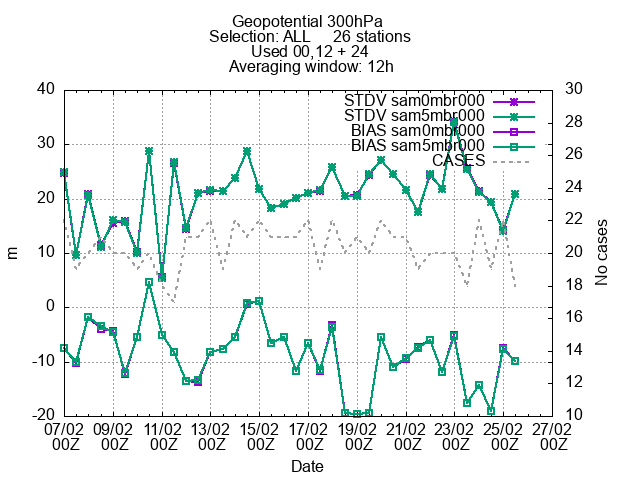 Geopotential 300hPa
Selection: ALL 26 stations
Used 00,12 + 24
Averaging window: 12h
STDV sam0mbr000
STDV sam5mbr000
BIAS sam0mbr000
BIAS sam5mbr000
CASES
40
30
20
10
0
-10
-20
m
30
28
26
24
22
20
18
16
14
12
10
No cases
07/02 09/02 11/02 13/02 15/02 17/02 19/02 21/02 23/02 25/02 27/02
00Z 00Z 00Z 00Z 00Z 00Z 00Z 00Z 00Z 00Z 00Z
Date